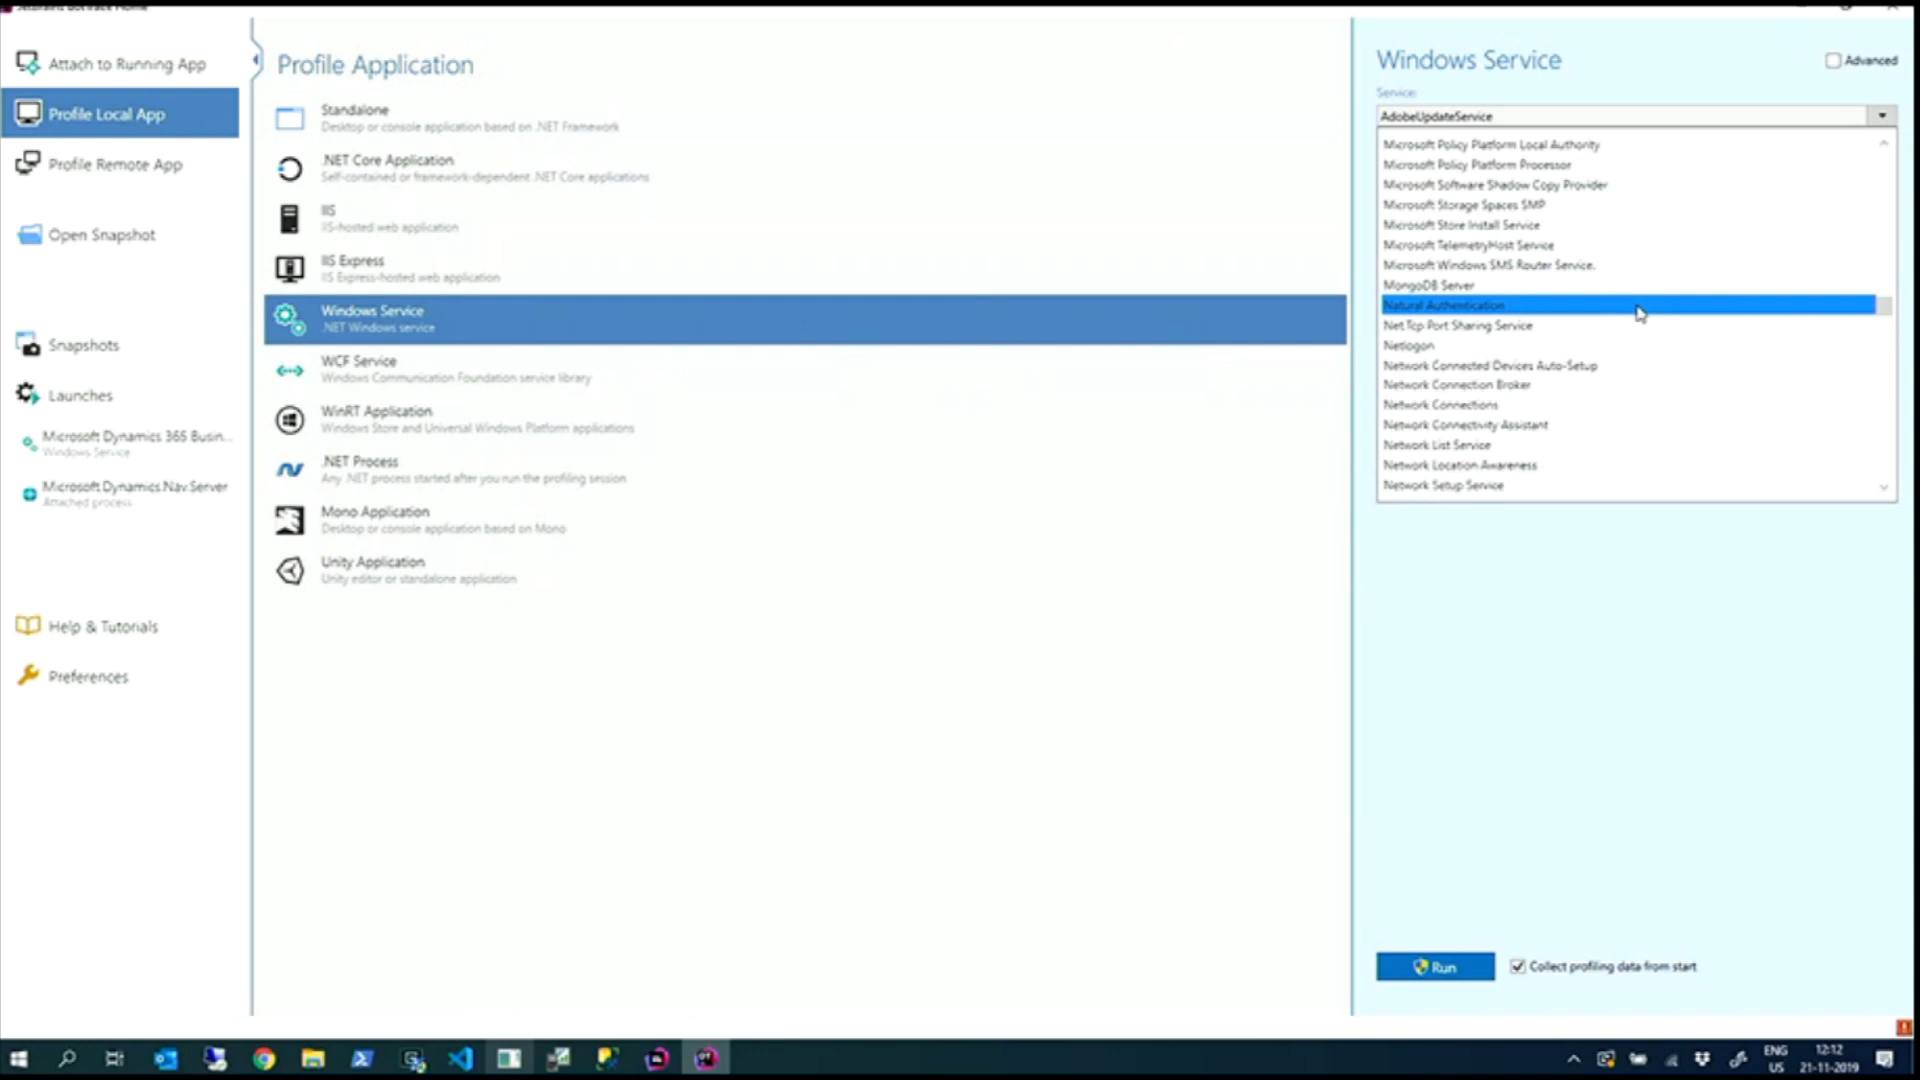 JetBrains dotTrace Home
Attach to Running App
Profile Local App
Profile Remote App
Open Snapshot
Snapshots
Launches
Microsoft Dynamics 365 Busin...
Windows Service
Microsoft.Dynamics.Nav.Server
Attached process
Help & Tutorials
Preferences
Profile Application
Standalone
Desktop or console application based on .NET Framework
.NET Core Application
Self-contained or framework-dependent .NET Core applications
IIS
IIS-hosted web application
IIS Express
IIS Express-hosted web application
Windows Service
.NET Windows service
WCF Service
Windows Communication Foundation service library
WinRT Application
Windows Store and Universal Windows Platform applications
.NET Process
Any .NET process started after you run the profiling session
Mono Application
Desktop or console application based on Mono
Unity Application
Unity editor or standalone application
Windows Service
Advanced
Service:
AdobeUpdateService
Microsoft Policy Platform Local Authority
Microsoft Policy Platform Processor
Microsoft Software Shadow Copy Provider
Microsoft Storage Spaces SMP
Microsoft Store Install Service
Microsoft TelemetryHost Service
Microsoft Windows SMS Router Service.
MongoDB Server
Natural Authentication
Net.Tcp Port Sharing Service
Netlogon
Network Connected Devices Auto-Setup
Network Connection Broker
Network Connections
Network Connectivity Assistant
Network List Service
Network Location Awareness
Network Setup Service
Run
Collect profiling data from start
ENG
US
12:12
21-11-2019